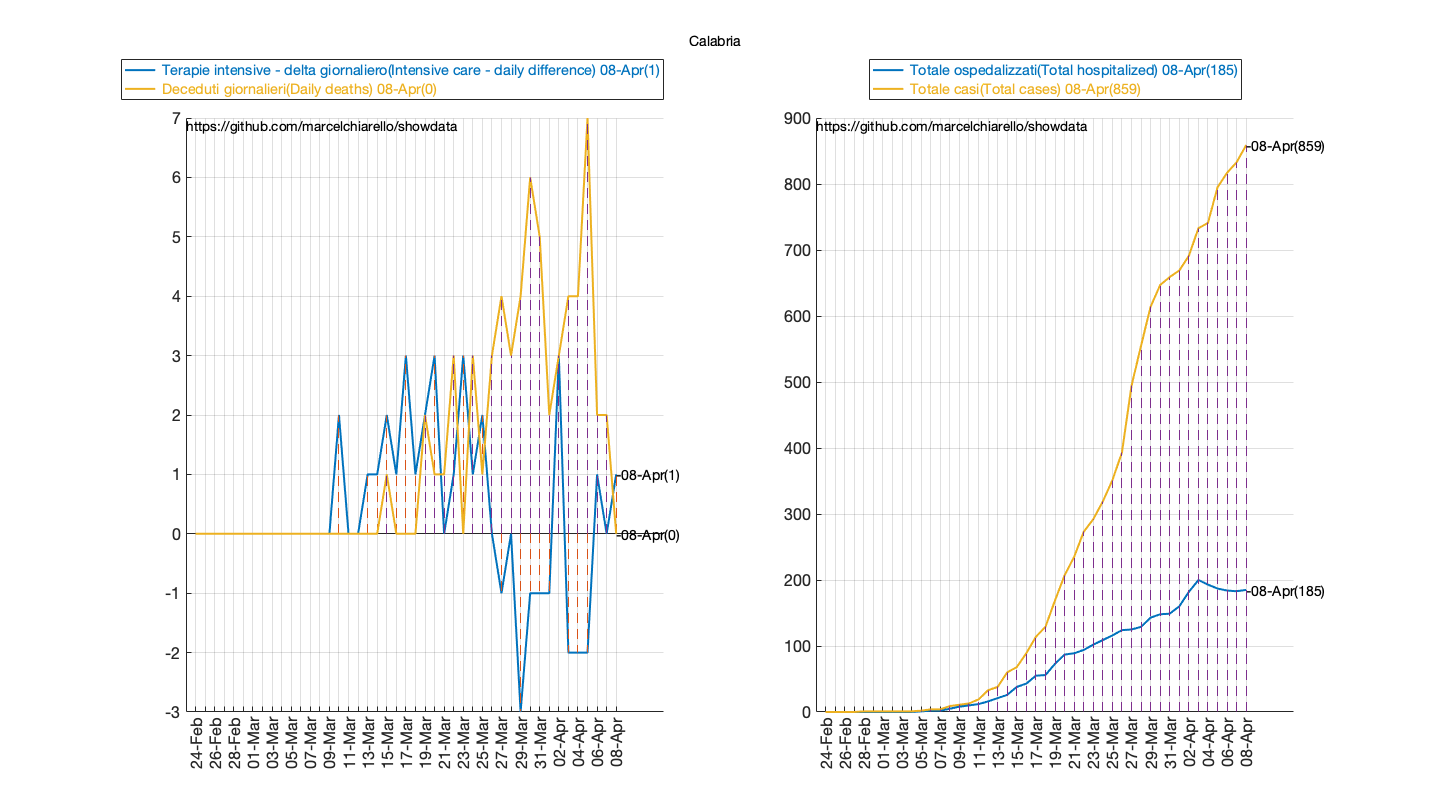 Calabria
Terapie intensive - delta giornaliero(Intensive care - daily difference) 08-Apr(1)
Deceduti giornalieri(Daily deaths) 08-Apr(0)
https://github.com/marcelchiarello/showdata
7
6
5
4
3
2
1
0
-1
-2
-3
-08-Apr(1)
-08-Apr(0)
24-Feb
26-Feb
28-Feb
01-Mar
03-Mar
05-Mar
07-Mar
09-Mar
11-Mar
13-Mar
15-Mar
17-Mar
19-Mar
21-Mar
23-Mar
25-Mar
27-Mar
29-Mar
31-Mar
02-Apr
04-Apr
06-Apr
08-Apr
Totale ospedalizzati(Total hospitalized) 08-Apr(185)
Totale casi(Total cases) 08-Apr(859)
https://github.com/marcelchiarello/showdata
900
800
700
600
500
400
300
200
100
0
-08-Apr(859)
-08-Apr(185)
24-Feb
26-Feb
28-Feb
01-Mar
03-Mar
05-Mar
07-Mar
09-Mar
11-Mar
13-Mar
15-Mar
17-Mar
19-Mar
21-Mar
23-Mar
25-Mar
27-Mar
29-Mar
31-Mar
02-Apr
04-Apr
06-Apr
08-Apr